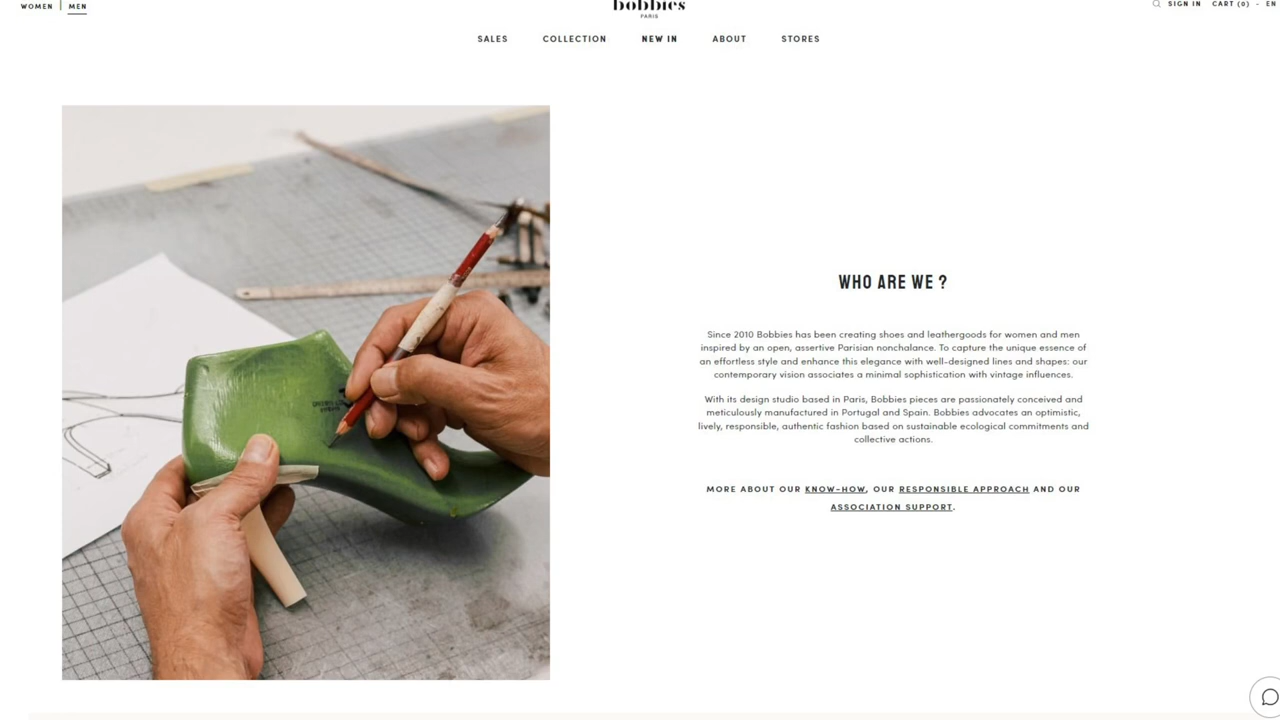 WOMEN MEN
bobbies
PARIS
SIGN IN CART (0) - EN
SALES COLLECTION NEW IN ABOUT STORES
WHO ARE WE ?
Since 2010 Bobbies has been creating shoes and leathergoods for women and men
inspired by an open, assertive Parisian nonchalance. To capture the unique essence of
an effortless style and enhance this elegance with well-designed lines and shapes: our
contemporary vision associates a minimal sophistication with vintage influences.
With its design studio based in Paris, Bobbies pieces are passionately conceived and
meticulously manufactured in Portugal and Spain. Bobbies advocates an optimistic,
lively, responsible, authentic fashion based on sustainable ecological commitments and
collective actions.
MORE ABOUT OUR KNOW-HOW, OUR RESPONSIBLE APPROACH AND OUR
ASSOCIATION SUPPORT.